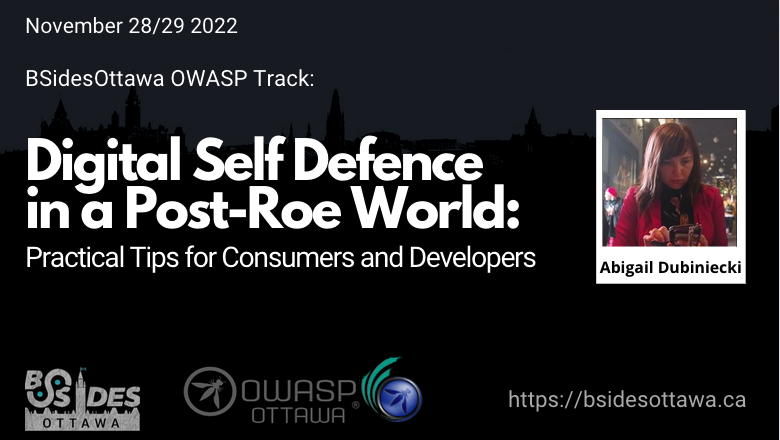 November 28/29 2022
BSidesOttawa OWASP Track:
Digital Self Defence
in a Post-Roe World:
Practical Tips for Consumers and Developers
Abigail Dubiniecki
BSIDES
OTTAWA
OWASP
OTTAWA ®
https://bsidesottawa.ca